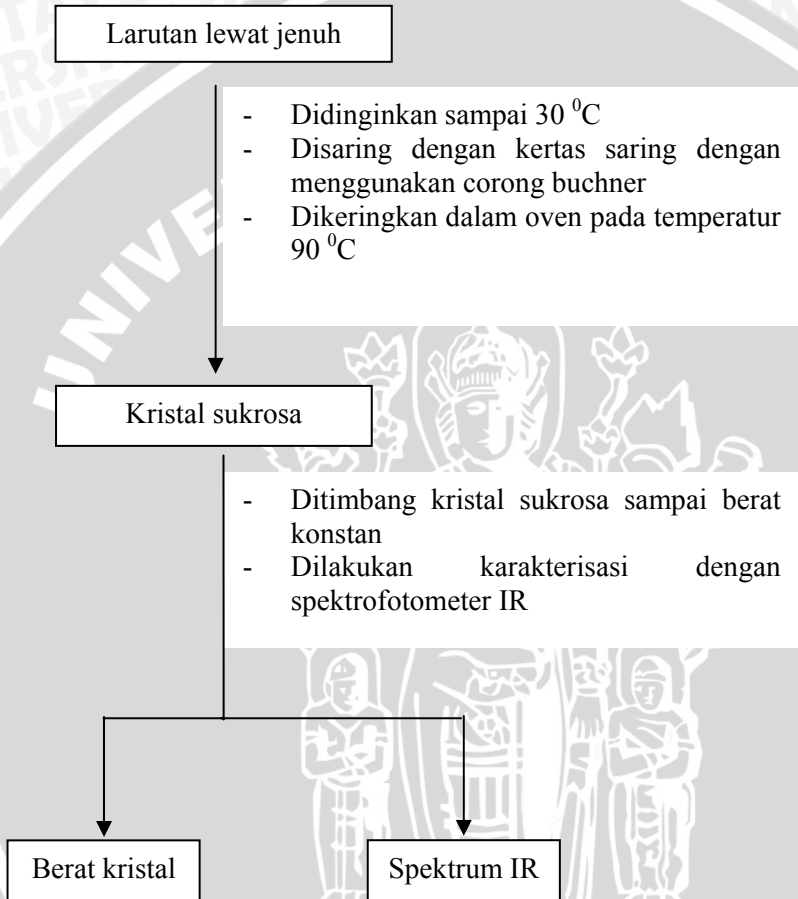 Larutan lewat jenuh
- Didinginkan sampai 30 ⁰C
- Disaring dengan kertas saring dengan
menggunakan corong buchner
- Dikeringkan dalam oven pada temperatur
90 ⁰C
Kristal sukrosa
- Ditimbang kristal sukrosa sampai berat
konstan
- Dilakukan karakterisasi dengan
spektrofotometer IR
Berat kristal
Spektrum IR